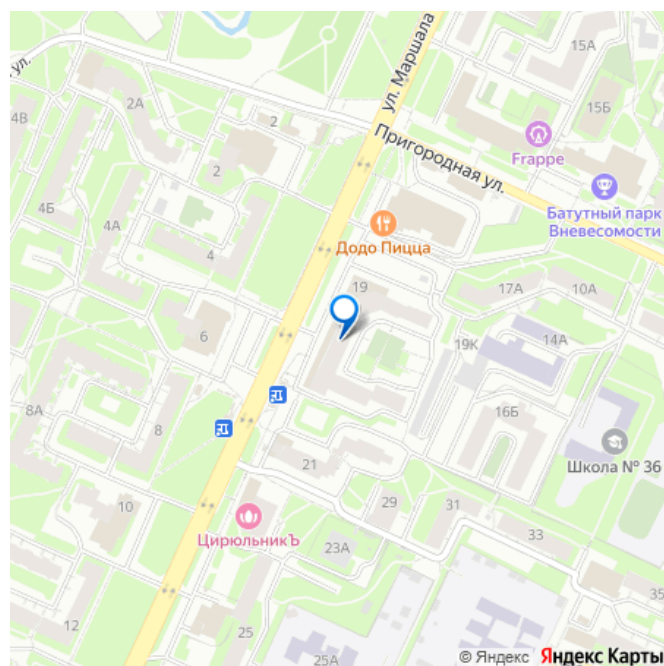 15А
ул. Маршала
ул.
2А
2
4В
15Б
Пригородная ул.
Frappe
2
Батутный парк
Вневесомости
4Б
4А
Додо Пицца
4
19
17А
10А
6
14А
19К
8А
16Б
8
21
Школа № 36
10
29
31
ЦирюльникЪ
33
23А
35
12
25
25А
© Яндекс Яндекс Карты